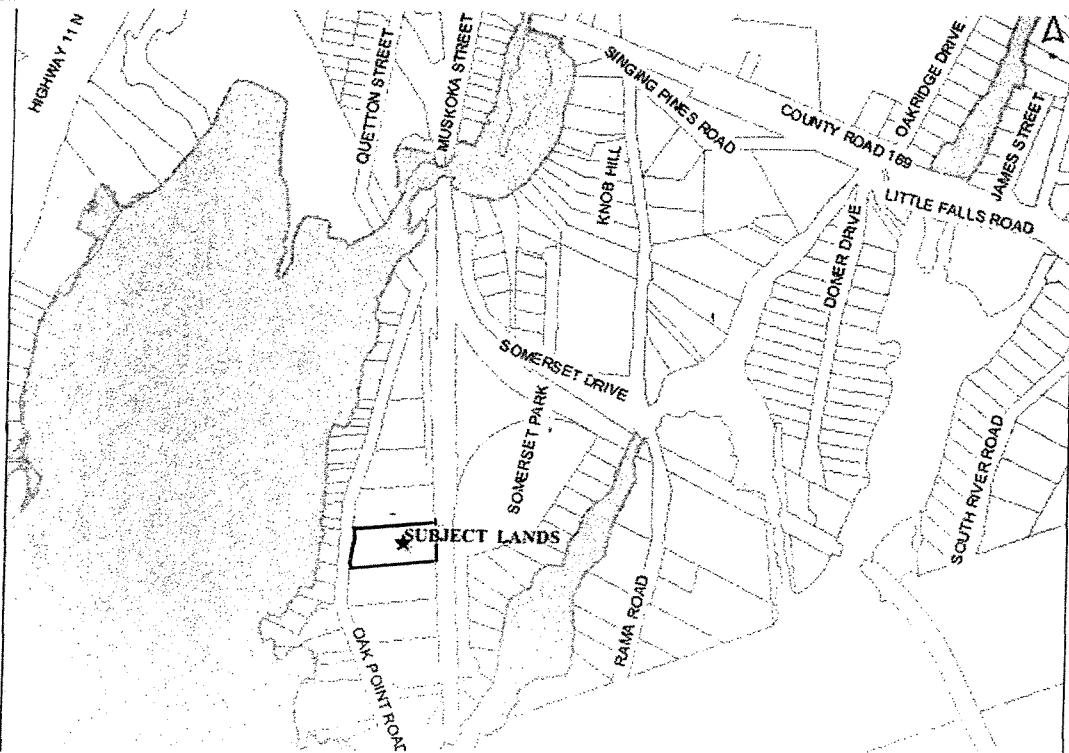 HIGHWAY 11 N
QUETTON STREET
MUSKOKA STREET
SINGING PINES ROAD
COUNTY ROAD 169
OAKRIDGE DRIVE
JAMES STREET
LITTLE FALLS ROAD
KNOB HILL
DONER DRIVE
SOMERSET DRIVE
SOMERSET PARK
SOUTH RIVER ROAD
SUBJECT LANDS
RAMA ROAD
OAK POINT ROAD